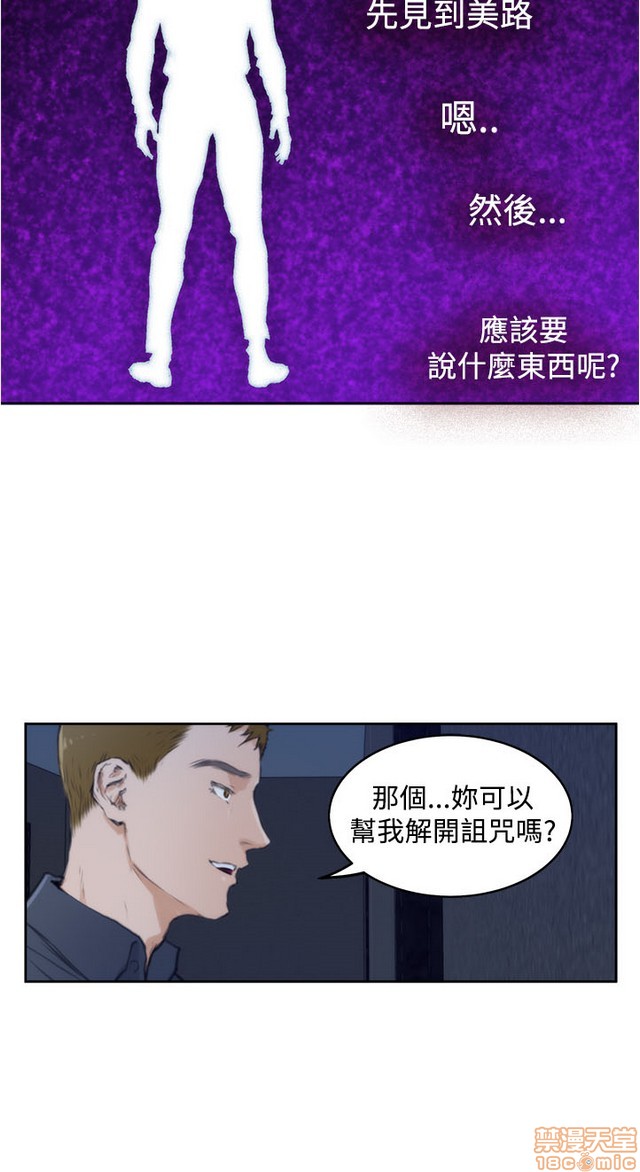 先見到美路
嗯..
然後...
應該要
說什麼東西呢?
那個...妳可以
幫我解開詛咒嗎?
禁漫天堂
18comic